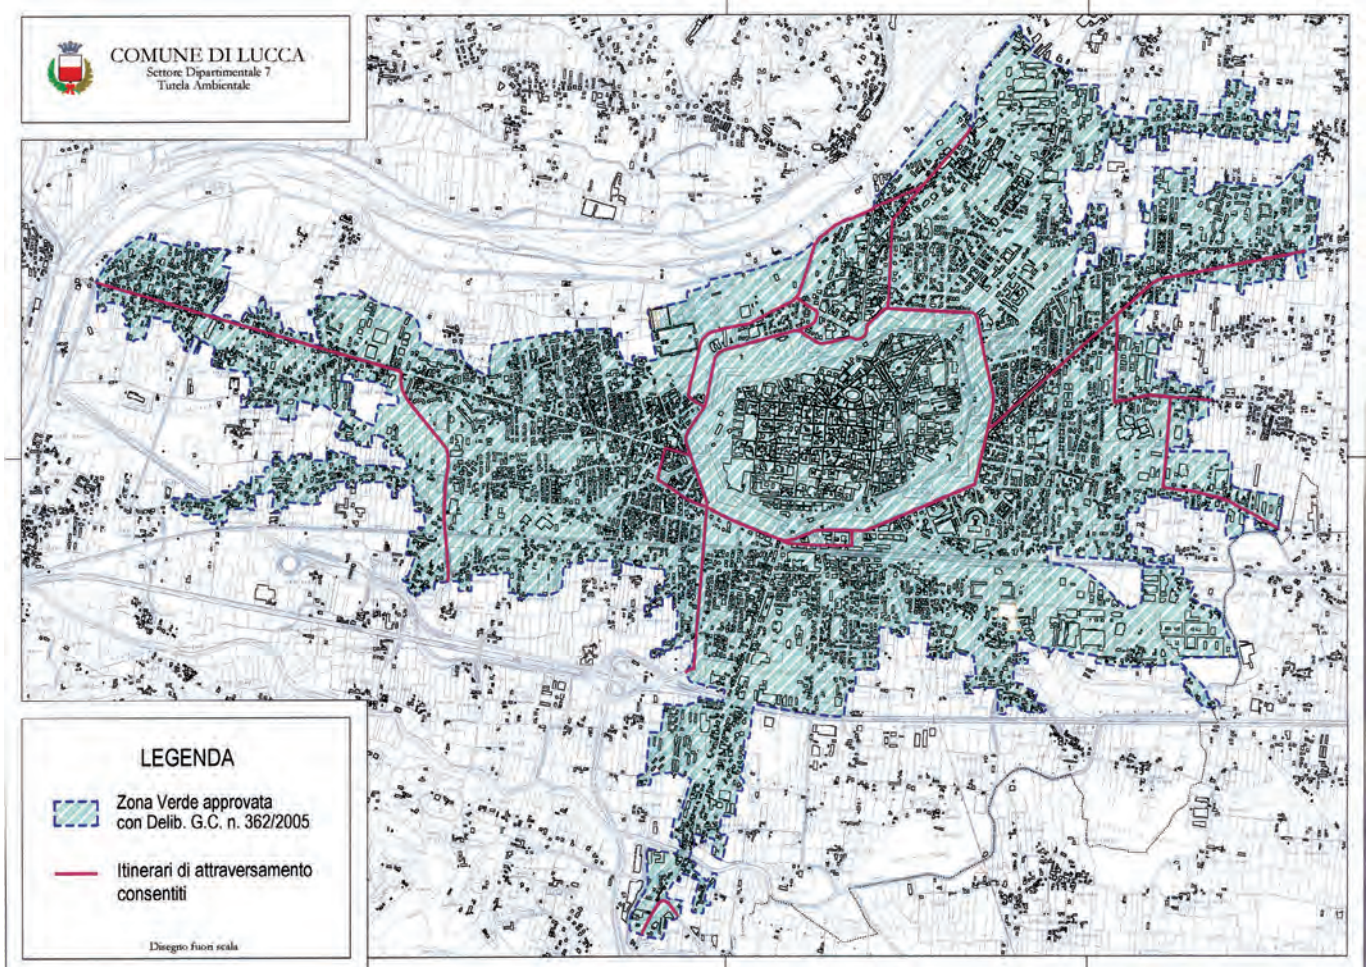 COMUNE DI LUCCA
Settore Dipartimentale 7
Tutela Ambientale
LEGENDA
Zona Verde approvata
con Delib. G.C. n. 362/2005
Itinerari di attraversamento
consentiti
Disegno fuori scala